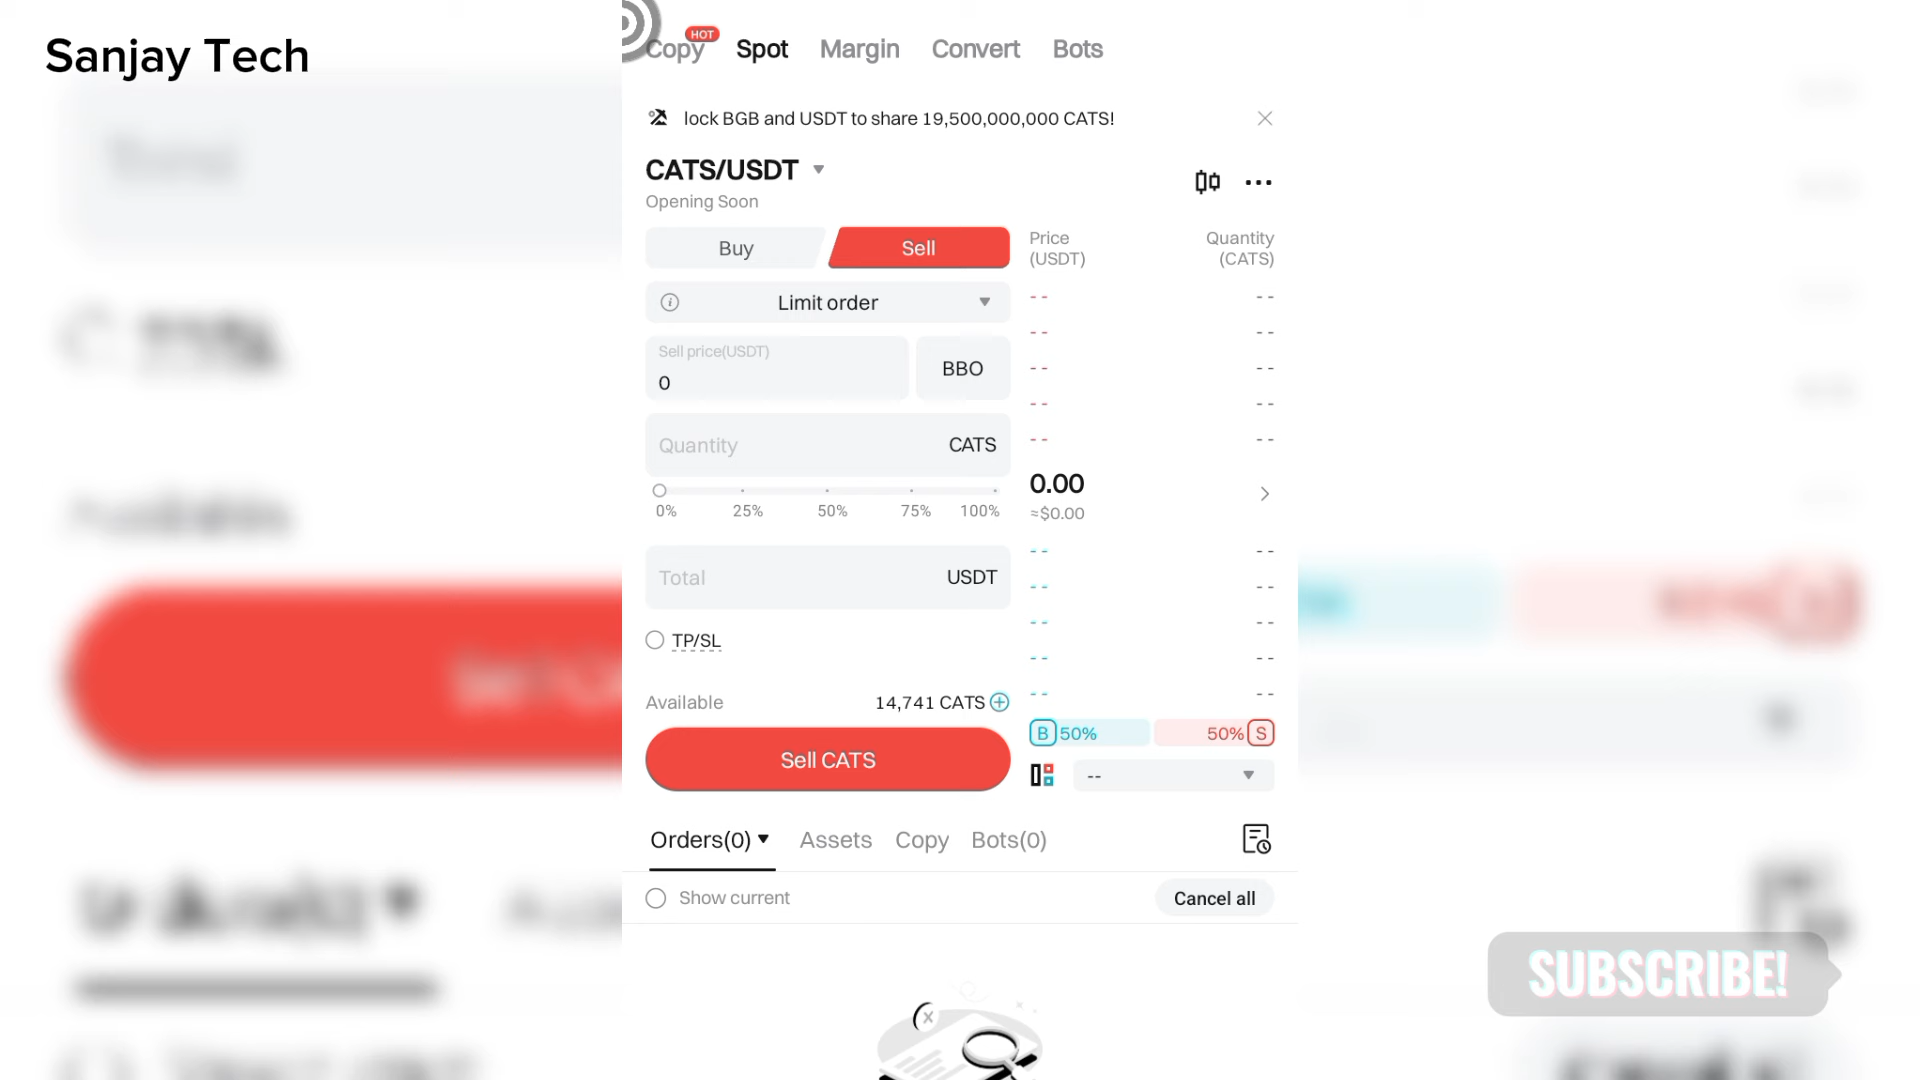 Sanjay Tech
Copy HOT Spot Margin Convert Bots
lock BGB and USDT to share 19,500,000,000 CATS!
CATS/USDT
Opening Soon
Buy Sell
Limit order
Sell price(USDT)
0
BBO
Quantity CATS
0% 25% 50% 75% 100%
Total USDT
TP/SL
Available 14,741 CATS
Sell CATS
Price
(USDT)
Quantity
(CATS)
-- --
-- --
-- --
-- --
-- --
0.00
≈$0.00
-- --
-- --
-- --
-- --
-- --
B 50% 50% S
--
Orders(0) Assets Copy Bots(0)
Show current Cancel all
SUBSCRIBE!